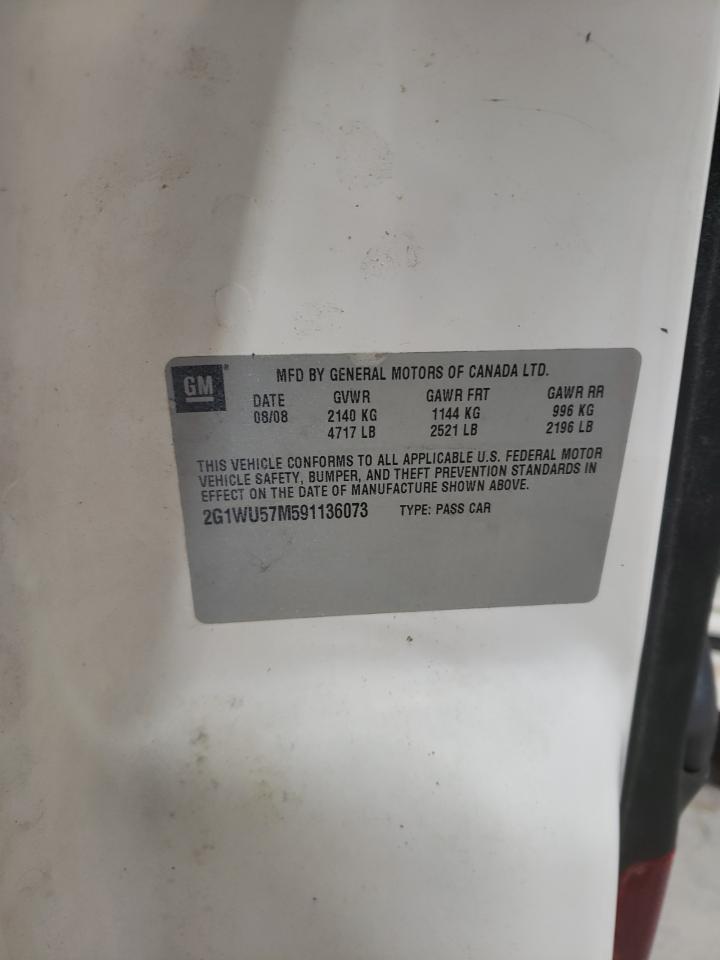 GM®
MFD BY GENERAL MOTORS OF CANADA LTD.
DATE GVWR GAWR FRT GAWR RR
08/08 2140 KG 1144 KG 996 KG
4717 LB 2521 LB 2196 LB
THIS VEHICLE CONFORMS TO ALL APPLICABLE U.S. FEDERAL MOTOR
VEHICLE SAFETY, BUMPER, AND THEFT PREVENTION STANDARDS IN
EFFECT ON THE DATE OF MANUFACTURE SHOWN ABOVE.
2G1WU57M591136073 TYPE: PASS CAR